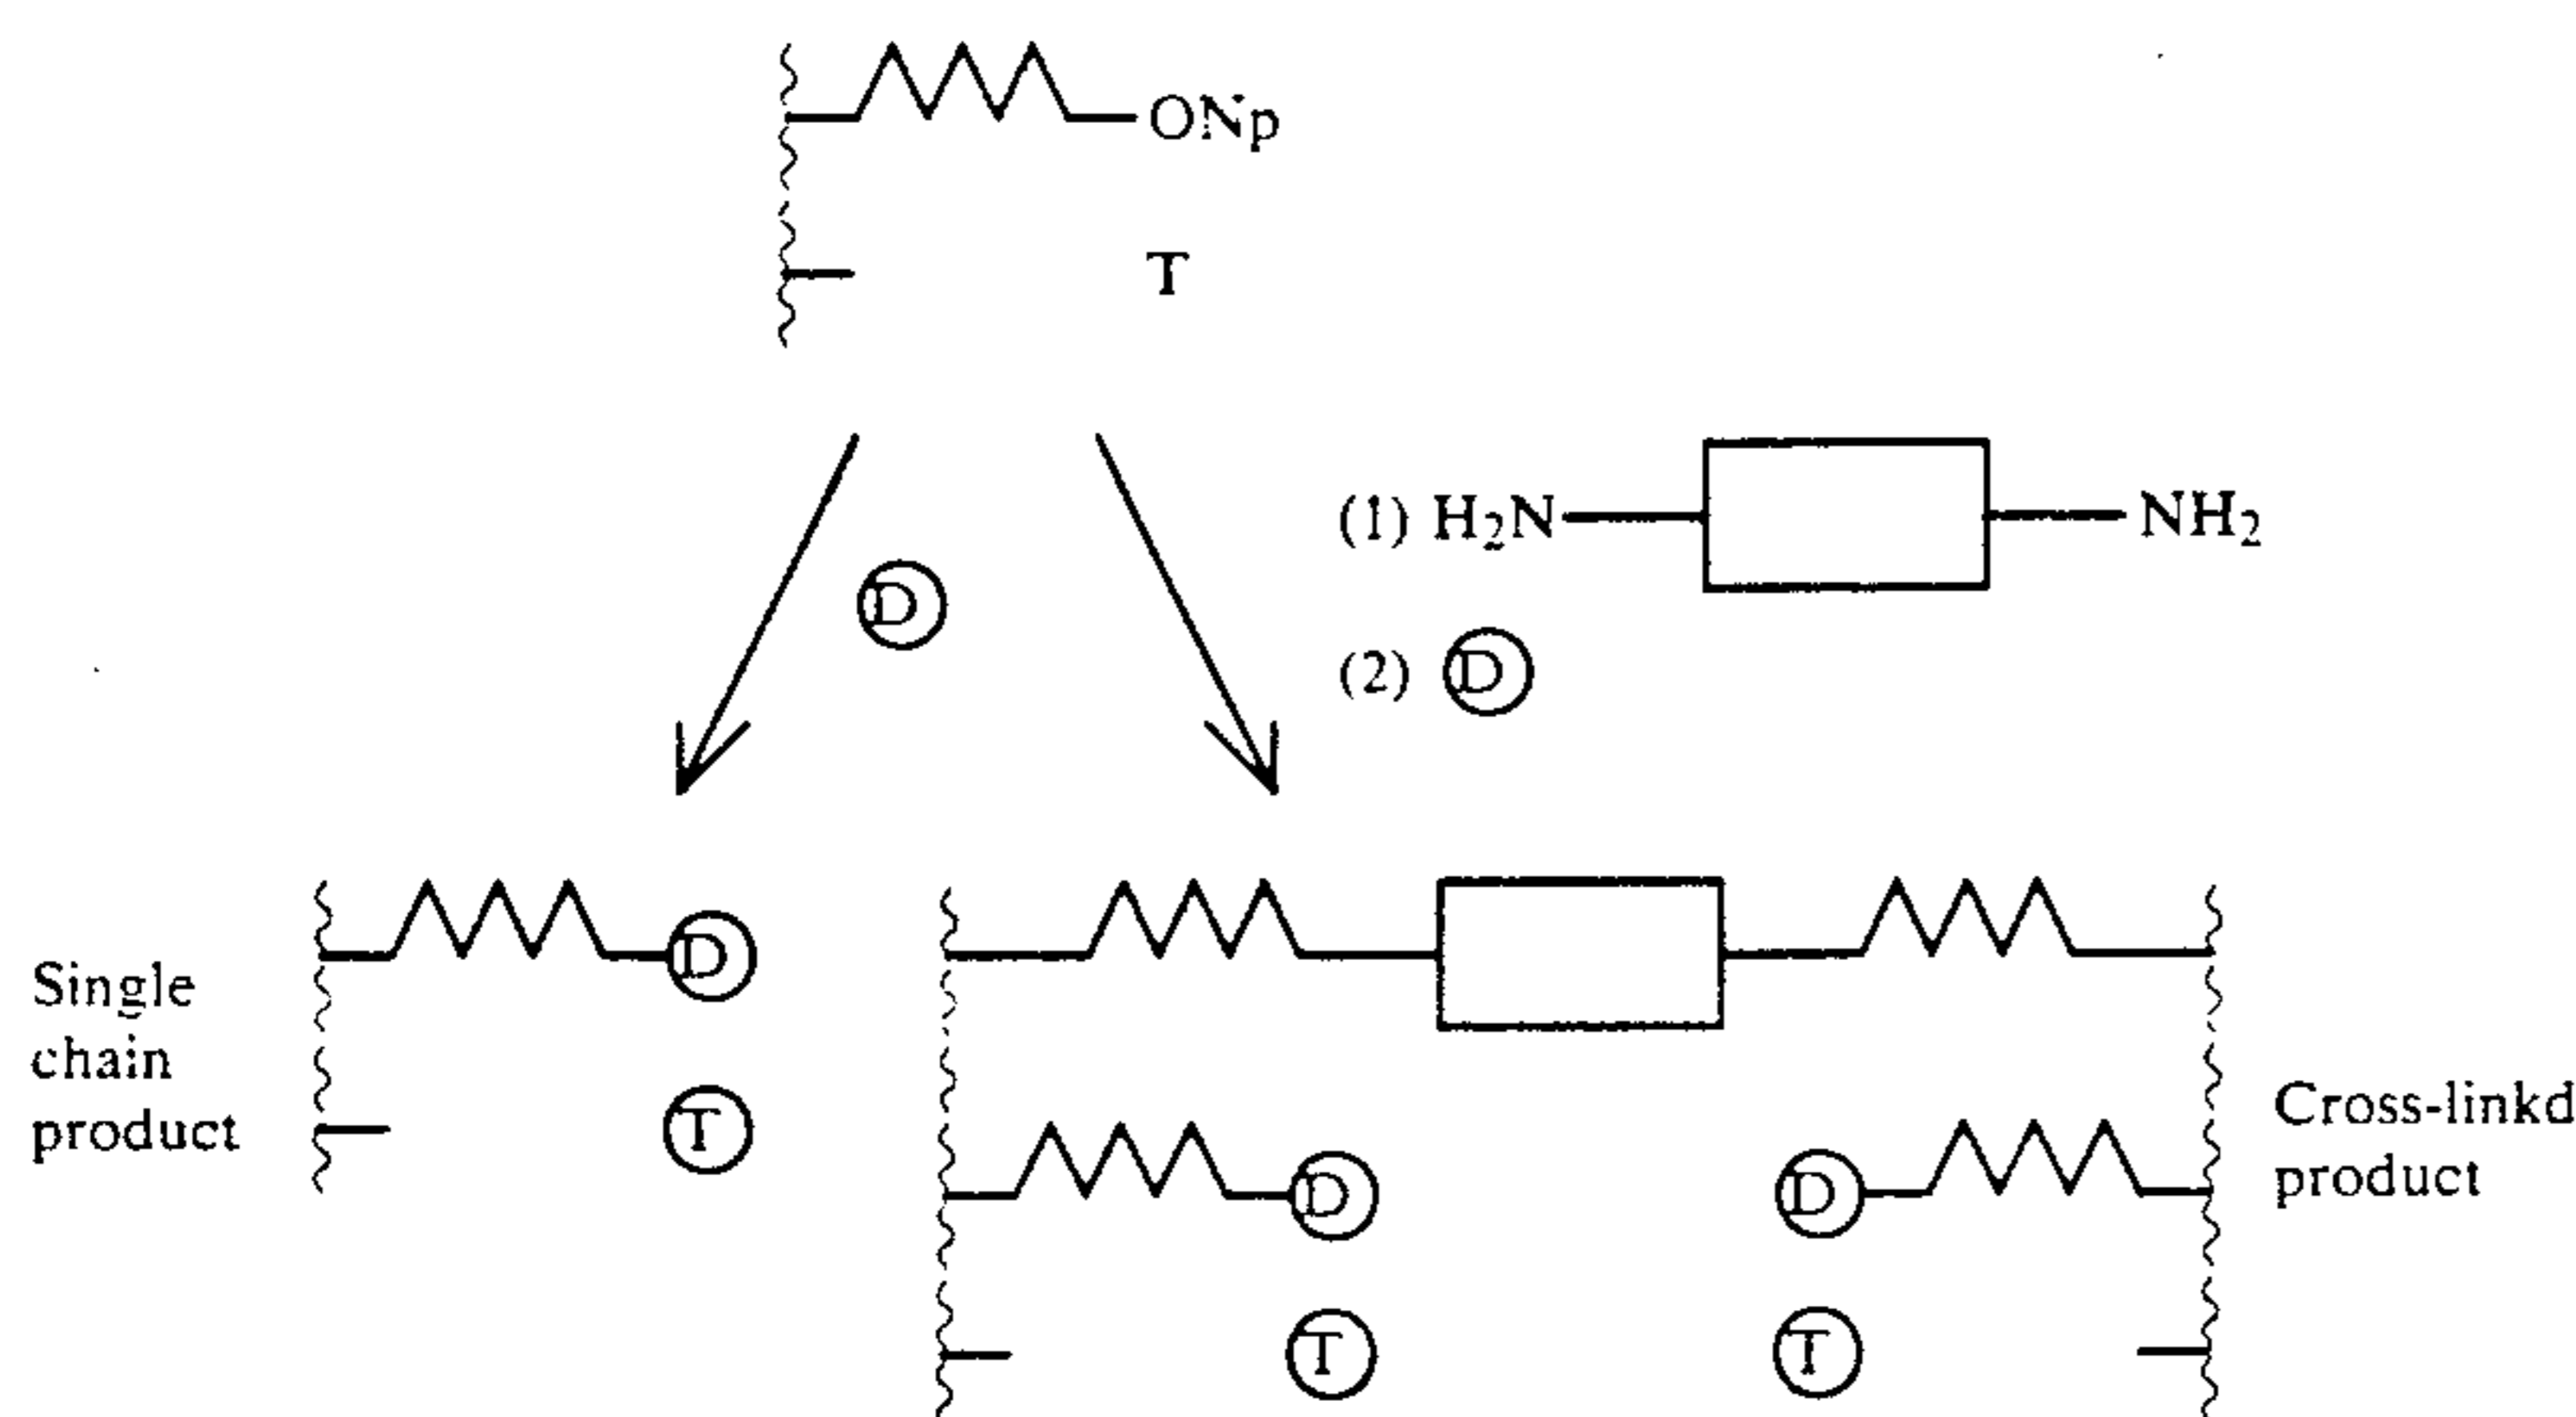 ONp
T
(1) H₂N NH₂
D
(2) D
Single
chain
product
D
T
D D
T T
Cross-linkd
product